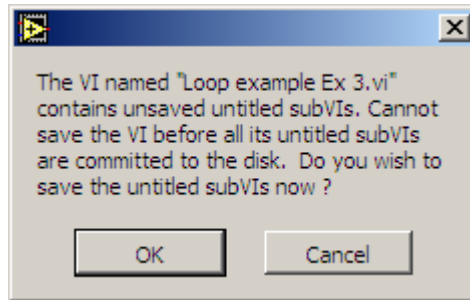 The VI named "Loop example Ex 3.vi"
contains unsaved untitled subVIs. Cannot
save the VI before all its untitled subVIs
are committed to the disk.  Do you wish to
save the untitled subVIs now ?
OK
Cancel